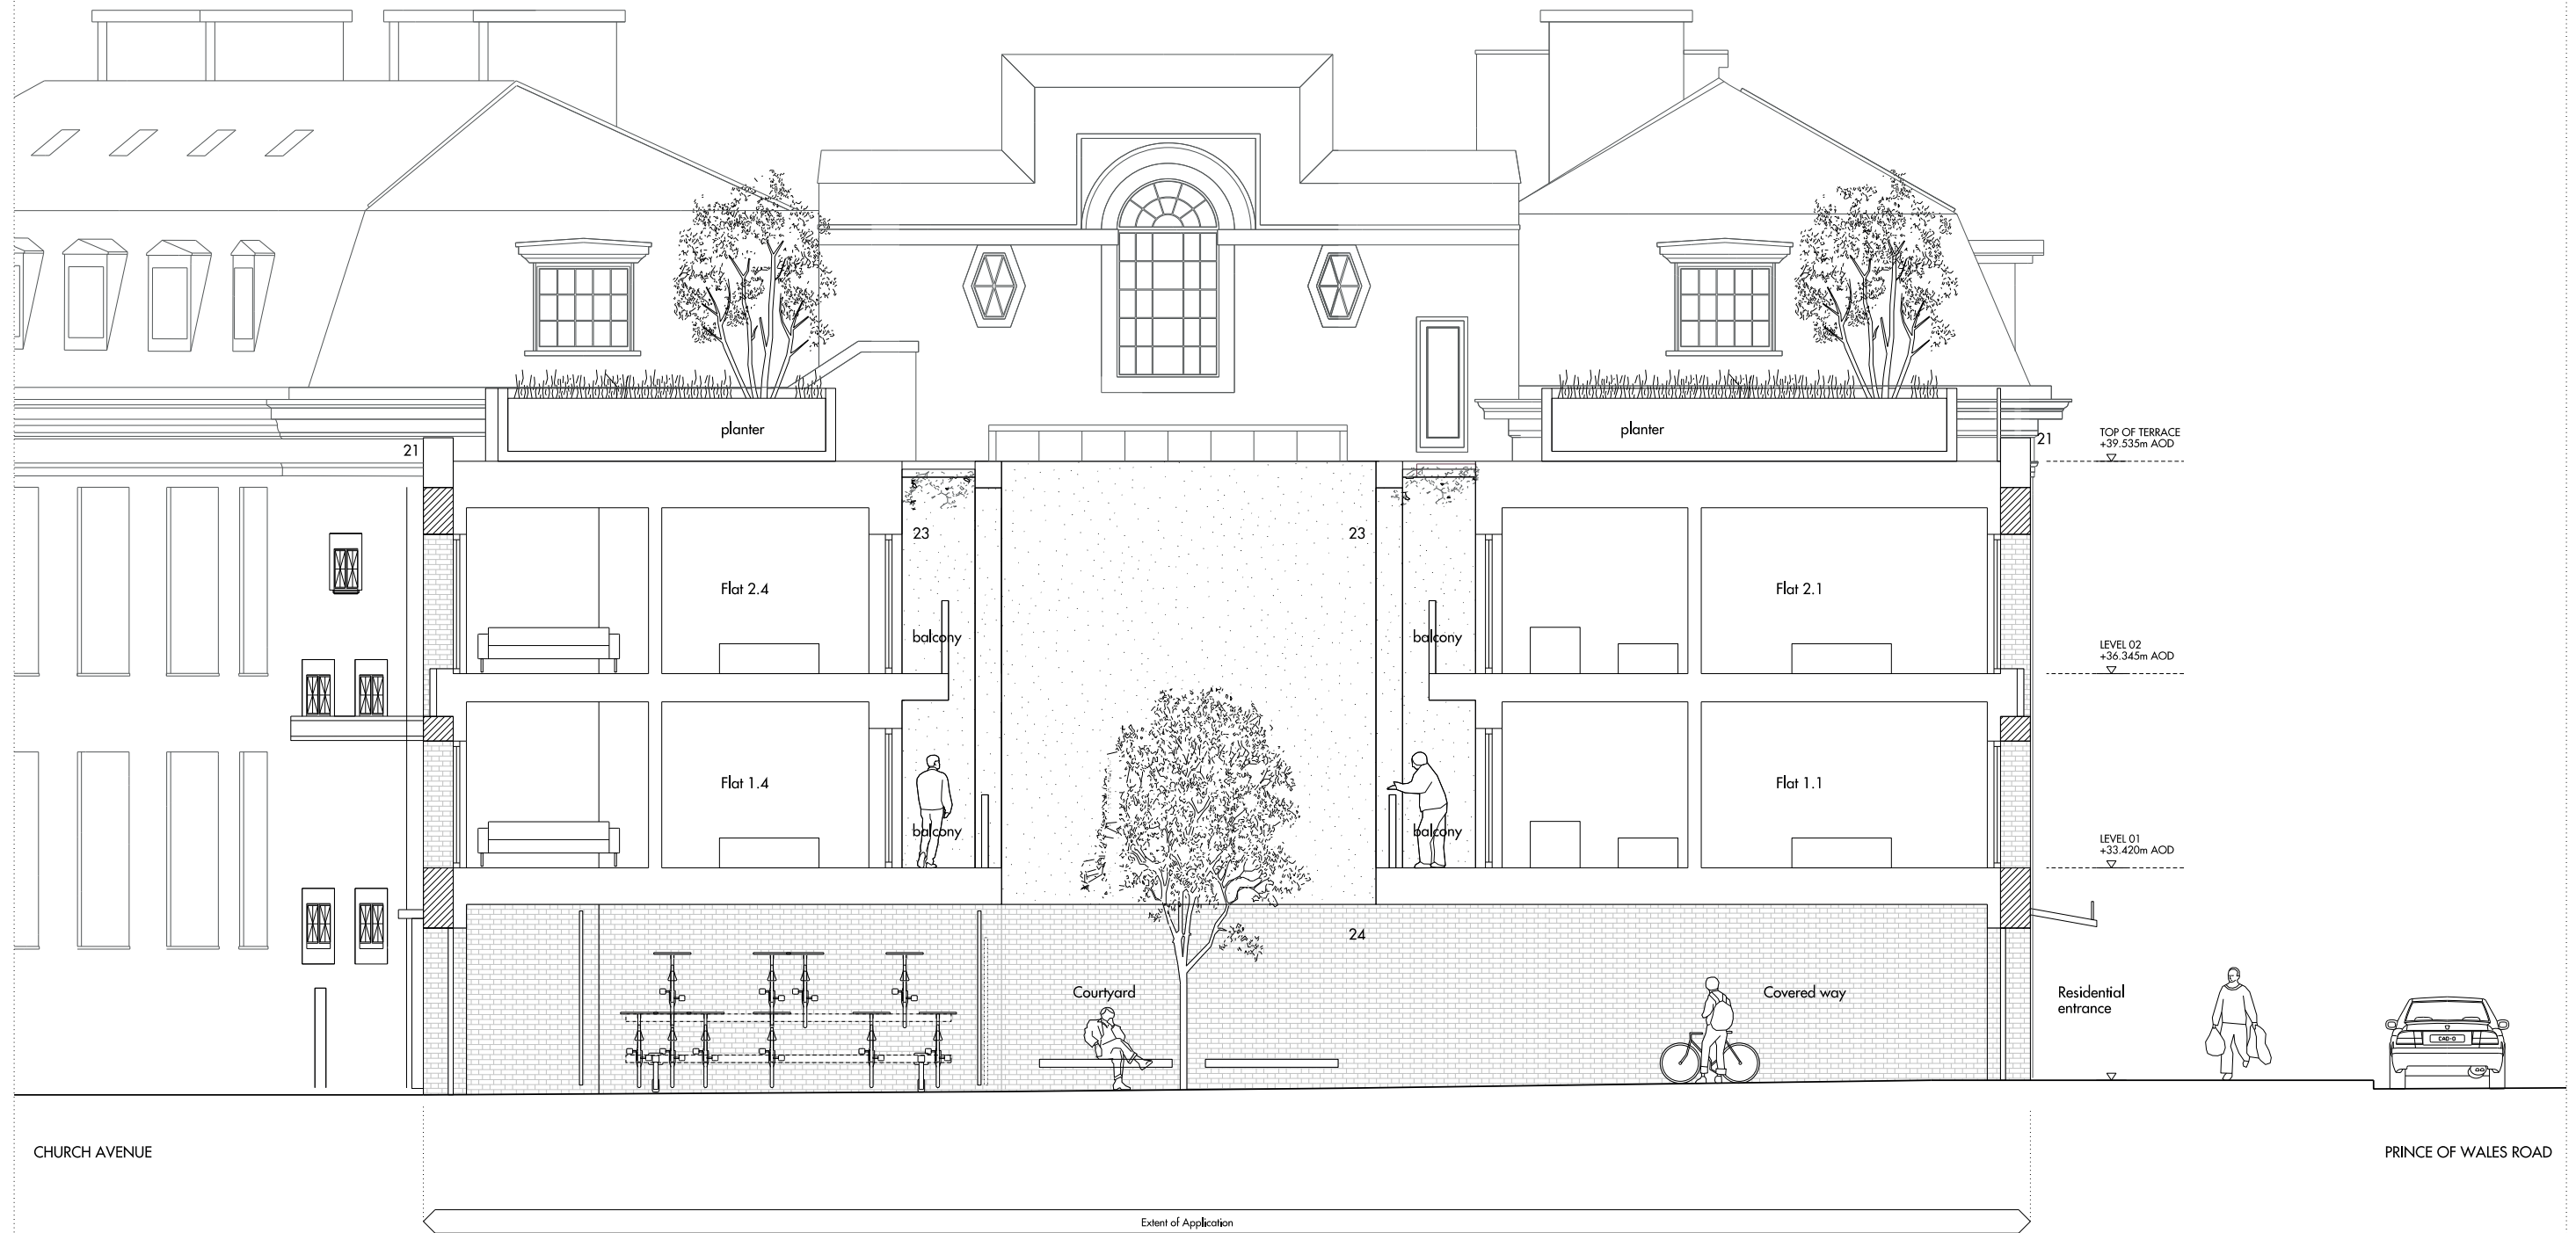 planter
planter
21
21
TOP OF TERRACE
+39.535m AOD
23
23
Flat 2.4
Flat 2.1
balcony
balcony
LEVEL 02
+36.345m AOD
Flat 1.4
Flat 1.1
balcony
balcony
LEVEL 01
+33.420m AOD
24
Courtyard
Covered way
Residential
entrance
CAD-0
CHURCH AVENUE
PRINCE OF WALES ROAD
Extent of Application